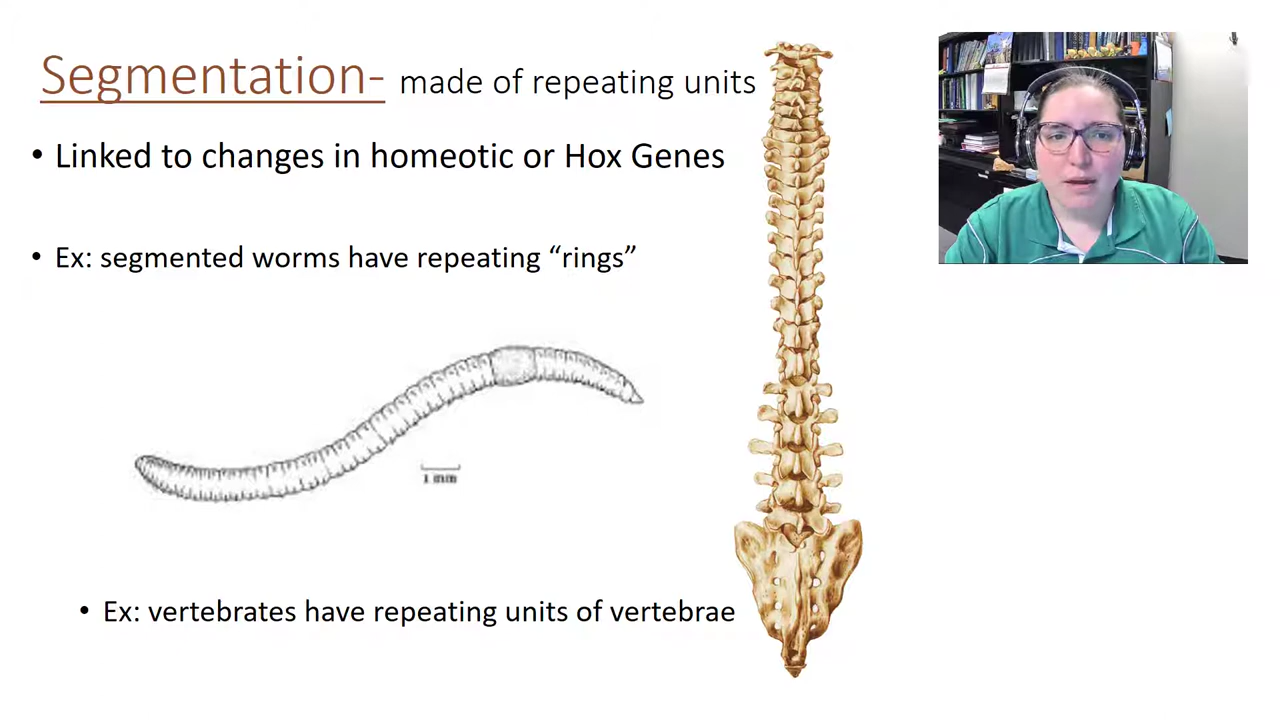 Segmentation- made of repeating units
• Linked to changes in homeotic or Hox Genes
• Ex: segmented worms have repeating “rings”
1 mm
• Ex: vertebrates have repeating units of vertebrae